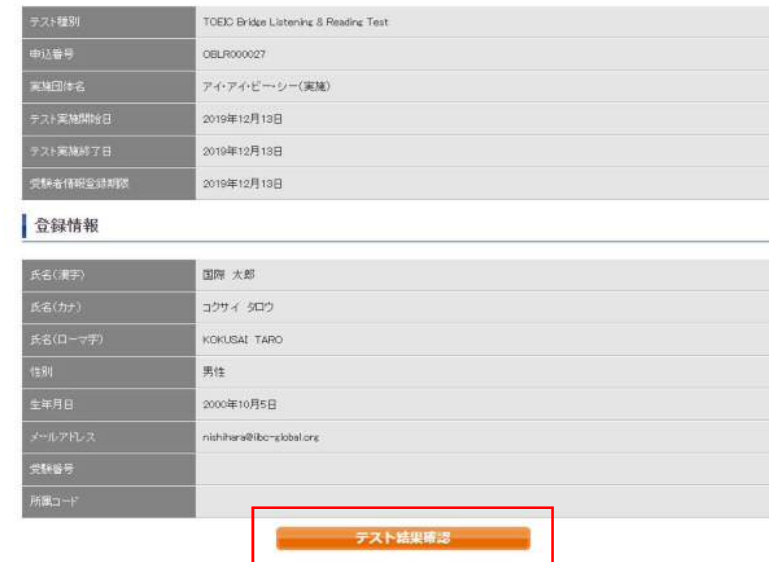 テスト種別 TOEIC Bridge Listening & Reading Test
申込番号 OBLR000027
実施団体名 アイ・アイ・ビー・シー(実施)
テスト実施開始日 2019年12月13日
テスト実施終了日 2019年12月13日
受験者情報登録期限 2019年12月13日
登録情報
氏名(漢字) 国際 太郎
氏名(カナ) コクサイ タロウ
氏名(ローマ字) KOKUSAI TARO
性別 男性
生年月日 2000年10月5日
メールアドレス nishihara@iibc-global.org
受験番号
所属コード
テスト結果確認